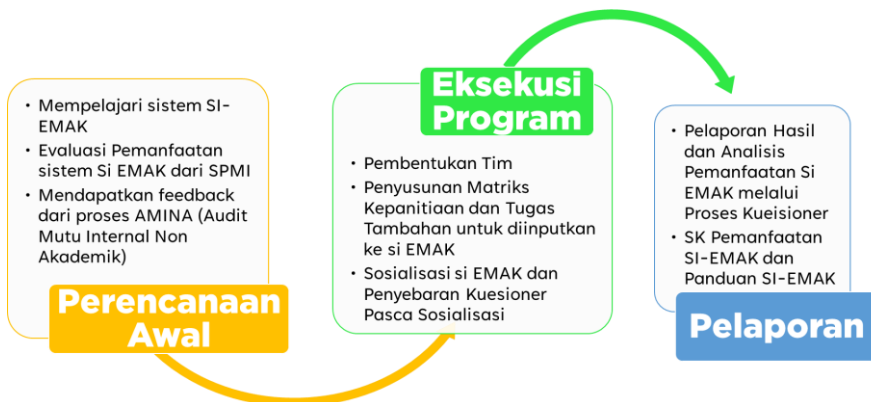 • Mempelajari sistem SI-
EMAK
• Evaluasi Pemanfaatan
sistem Si EMAK dari SPMI
• Mendapatkan feedback
dari proses AMINA (Audit
Mutu Internal Non
Akademik)
Perencanaan
Awal
Eksekusi
Program
• Pembentukan Tim
• Penyusunan Matriks
Kepanitiaan dan Tugas
Tambahan untuk diinputkan
ke si EMAK
• Sosialisasi si EMAK dan
Penyebaran Kuesioner
Pasca Sosialisasi
• Pelaporan Hasil
dan Analisis
Pemanfaatan Si
EMAK melalui
Proses Kueisioner
• SK Pemanfaatan
SI-EMAK dan
Panduan SI-EMAK
Pelaporan